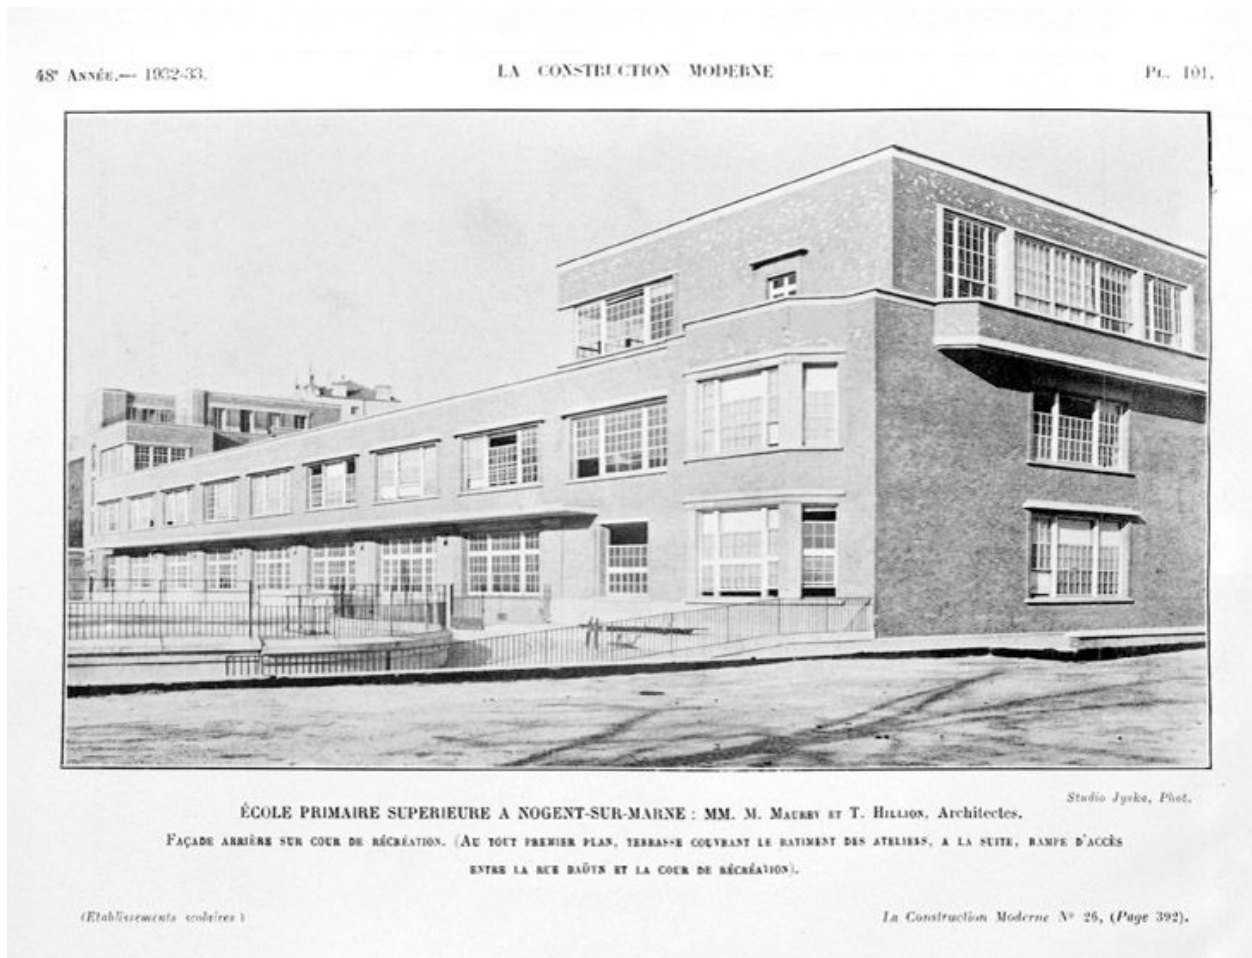 48e ANNÉE.— 1932-33.
LA CONSTRUCTION MODERNE
PL. 101.
Studio Jyska, Phot.
ÉCOLE PRIMAIRE SUPERIEURE A NOGENT-SUR-MARNE : MM. M. MAUREY ET T. HILLION, Architectes.
FAÇADE ARRIÈRE SUR COUR DE RÉCRÉATION. (AU TOUT PREMIER PLAN, TERRASSE COUVRANT LE BATIMENT DES ATELIERS, A LA SUITE, RAMPE D'ACCÈS
ENTRE LA RUE BAÜYN ET LA COUR DE RÉCRÉATION).
(Etablissements scolaires)
La Construction Moderne N° 26, (Page 392).